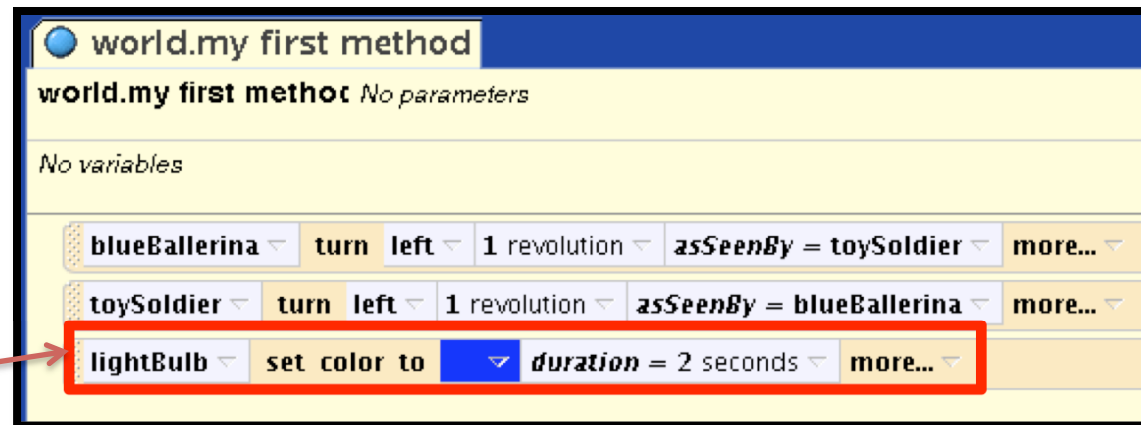 world.my first method
world.my first methoc No parameters
No variables
blueBallerina turn left 1 revolution asSeenBy = toySoldier more...
toySoldier turn left 1 revolution asSeenBy = blueBallerina more...
lightBulb set color to duration = 2 seconds more...